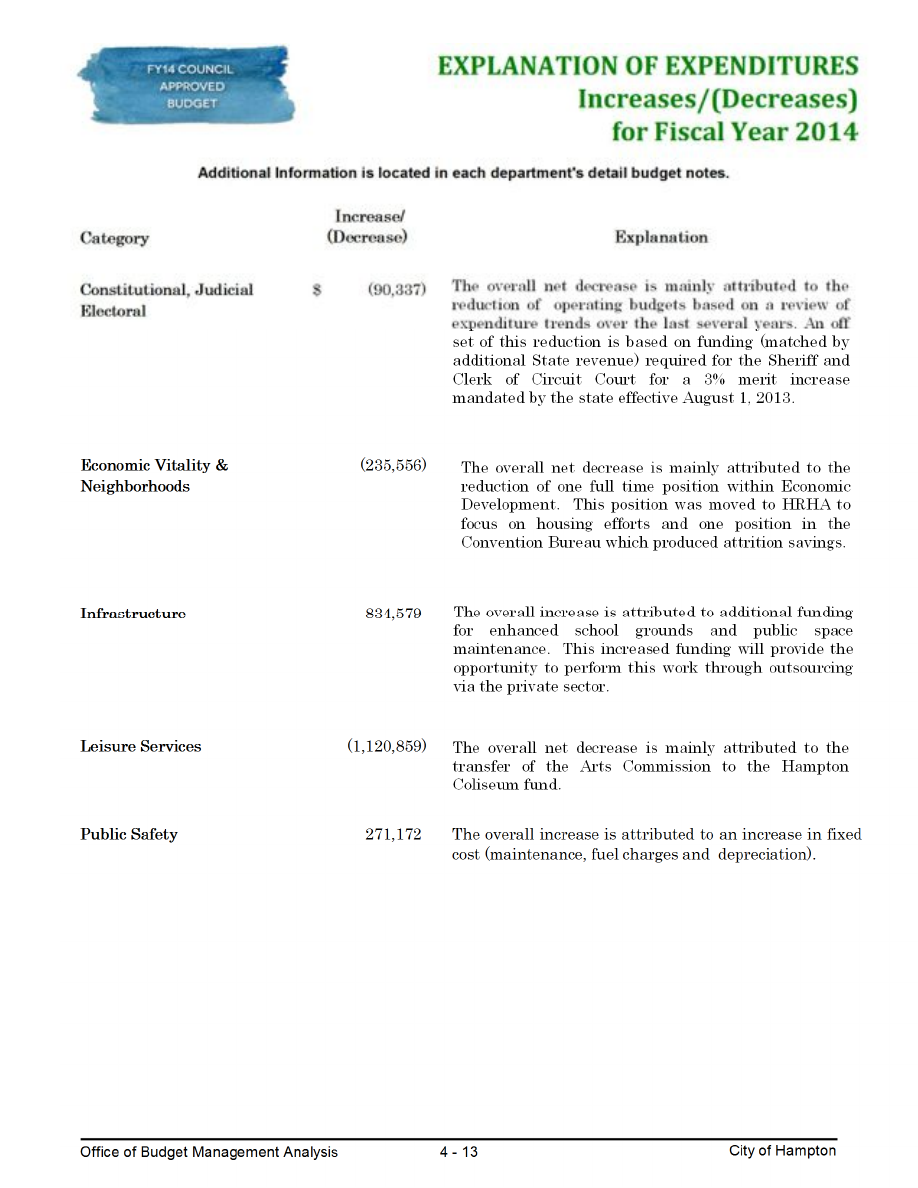 FY14 COUNCIL
APPROVED
BUDGET
EXPLANATION OF EXPENDITURES
Increases/(Decreases)
for Fiscal Year 2014
Additional Information is located in each department's detail budget notes.
Increase/
Category (Decrease) Explanation
Constitutional, Judicial $ (90,337) The overall net decrease is mainly attributed to the
Electoral reduction of operating budgets based on a review of
expenditure trends over the last several years. An off
set of this reduction is based on funding (matched by
additional State revenue) required for the Sheriff and
Clerk of Circuit Court for a 3% merit increase
mandated by the state effective August 1, 2013.
Economic Vitality & (235,556) The overall net decrease is mainly attributed to the
Neighborhoods reduction of one full time position within Economic
Development. This position was moved to HRHA to
focus on housing efforts and one position in the
Convention Bureau which produced attrition savings.
Infrastructure 834,579 The overall increase is attributed to additional funding
for enhanced school grounds and public space
maintenance. This increased funding will provide the
opportunity to perform this work through outsourcing
via the private sector.
Leisure Services (1,120,859) The overall net decrease is mainly attributed to the
transfer of the Arts Commission to the Hampton
Coliseum fund.
Public Safety 271,172 The overall increase is attributed to an increase in fixed
cost (maintenance, fuel charges and depreciation).
Office of Budget Management Analysis 4 - 13 City of Hampton